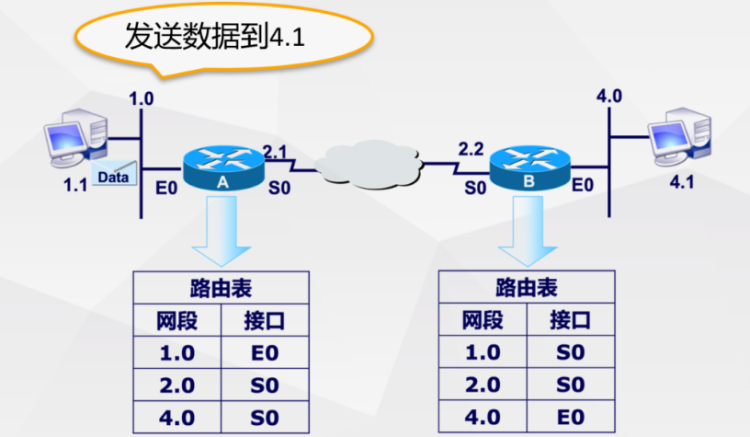 发送数据到4.1
1.0
4.0
2.1
2.2
1.1
Data
E0
A
S0
S0
B
E0
4.1
路由表
网段 接口
1.0 E0
2.0 S0
4.0 S0
路由表
网段 接口
1.0 S0
2.0 S0
4.0 E0